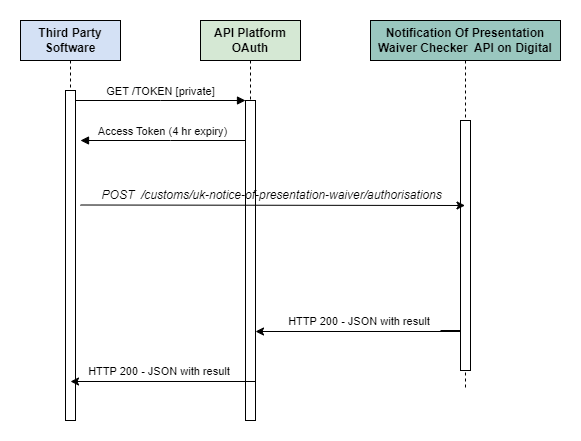 Third Party
Software
API Platform
OAuth
Notification Of Presentation
Waiver Checker API on Digital
GET /TOKEN [private]
Access Token (4 hr expiry)
POST /customs/uk-notice-of-presentation-waiver/authorisations
HTTP 200 - JSON with result
HTTP 200 - JSON with result